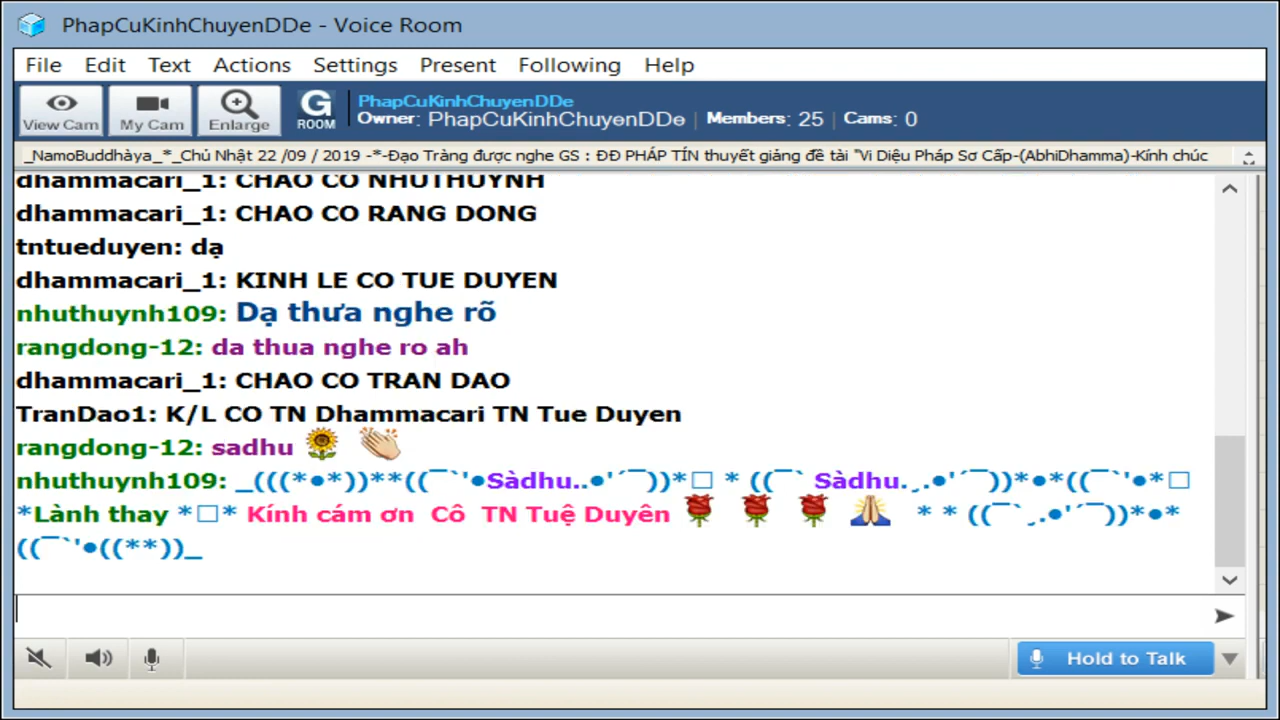 PhapCuKinhChuyenDDe - Voice Room
File Edit Text Actions Settings Present Following Help
View Cam My Cam Enlarge G ROOM PhapCuKinhChuyenDDe
Owner: PhapCuKinhChuyenDDe | Members: 25 | Cams: 0
_NamoBuddhàya_*_Chủ Nhật 22 /09 / 2019 -*-Đạo Tràng được nghe GS : ĐĐ PHÁP TÍN thuyết giảng đề tài "Vi Diệu Pháp Sơ Cấp-(AbhiDhamma)-Kính chúc
dhammacari_1: CHAO CO NHUTHUYNH
dhammacari_1: CHAO CO RANG DONG
tntueduyen: dạ
dhammacari_1: KINH LE CO TUE DUYEN
nhuthuynh109: Dạ thưa nghe rõ
rangdong-12: da thua nghe ro ah
dhammacari_1: CHAO CO TRAN DAO
TranDao1: K/L CO TN Dhammacari TN Tue Duyen
rangdong-12: sadhu 🌻 👏
nhuthuynh109: _(((*●*))**((¯`'●Sàdhu..●'´¯))*□ * ((¯` Sàdhu.¸.●'´¯))*●*((¯`'●*□
*Lành thay *□* Kính cám ơn Cô TN Tuệ Duyên 🌹 🌹 🌹 🙏 * * ((¯`¸.●'´¯))*●*
((¯`'●((**))_
Hold to Talk